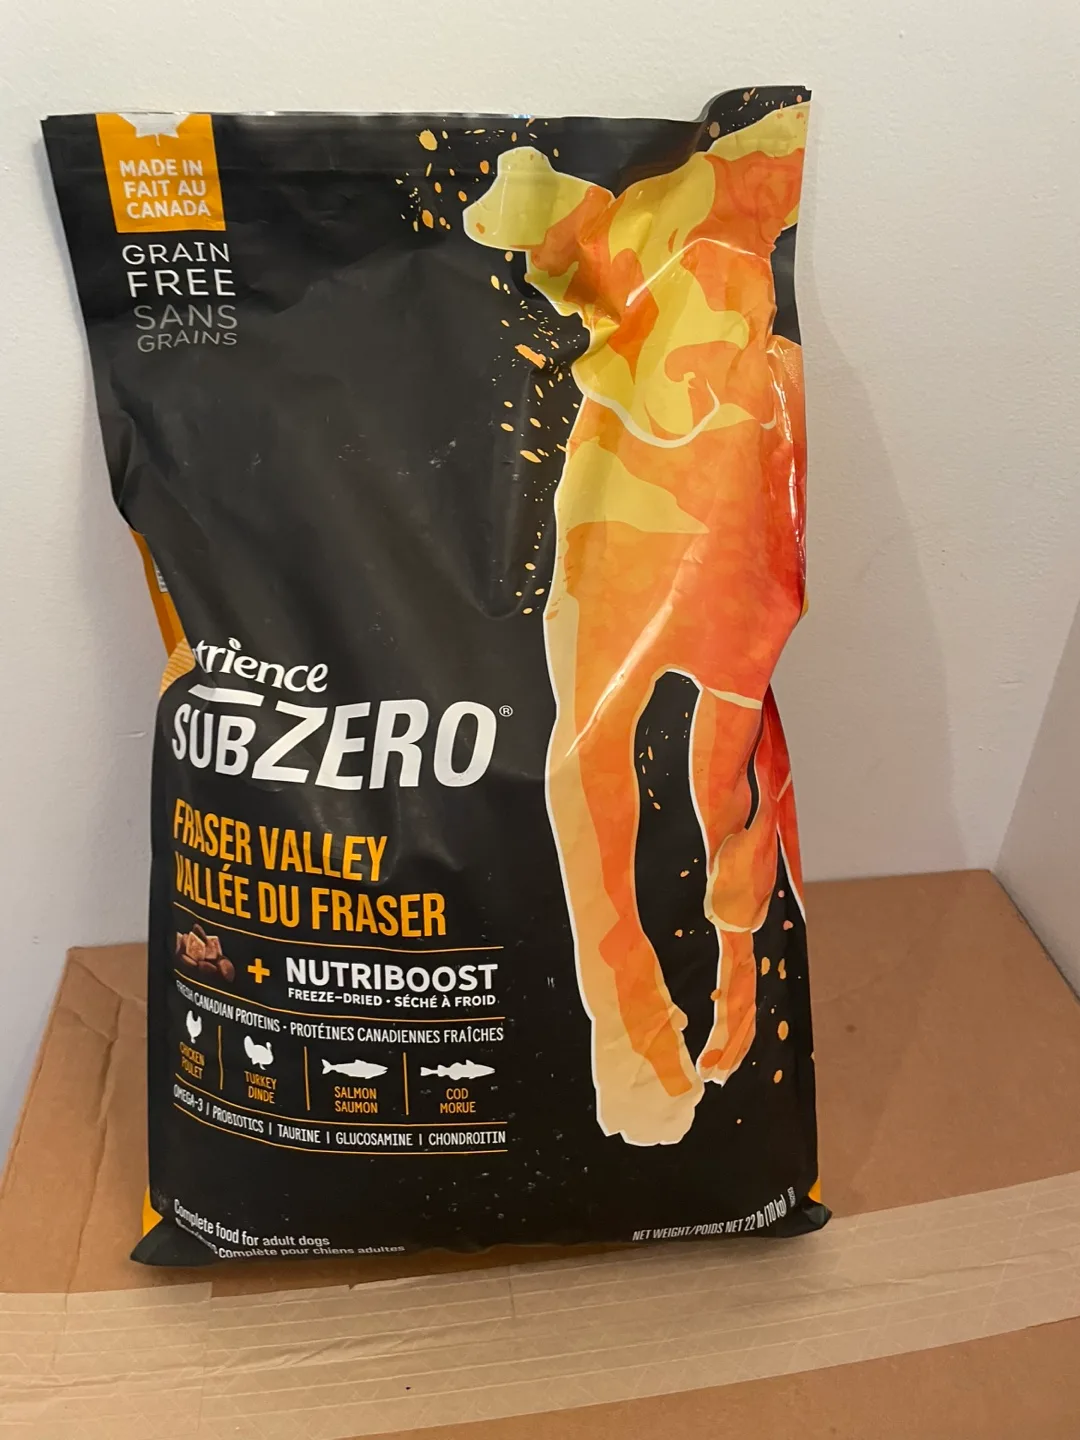 MADE IN
FAIT AU
CANADA
GRAIN
FREE
SANS
GRAINS
trience
SUBZERO®
FRASER VALLEY
VALLÉE DU FRASER
+ NUTRIBOOST
FREEZE-DRIED · SÉCHÉ À FROID
FRESH CANADIAN PROTEINS · PROTÉINES CANADIENNES FRAÎCHES
CHICKEN
POULET
TURKEY
DINDE
SALMON
SAUMON
COD
MORUE
OMEGA-3 | PROBIOTICS | TAURINE | GLUCOSAMINE | CHONDROITIN
Complete food for adult dogs
complète pour chiens adultes
NET WEIGHT/POIDS NET 22 lb (10 kg)